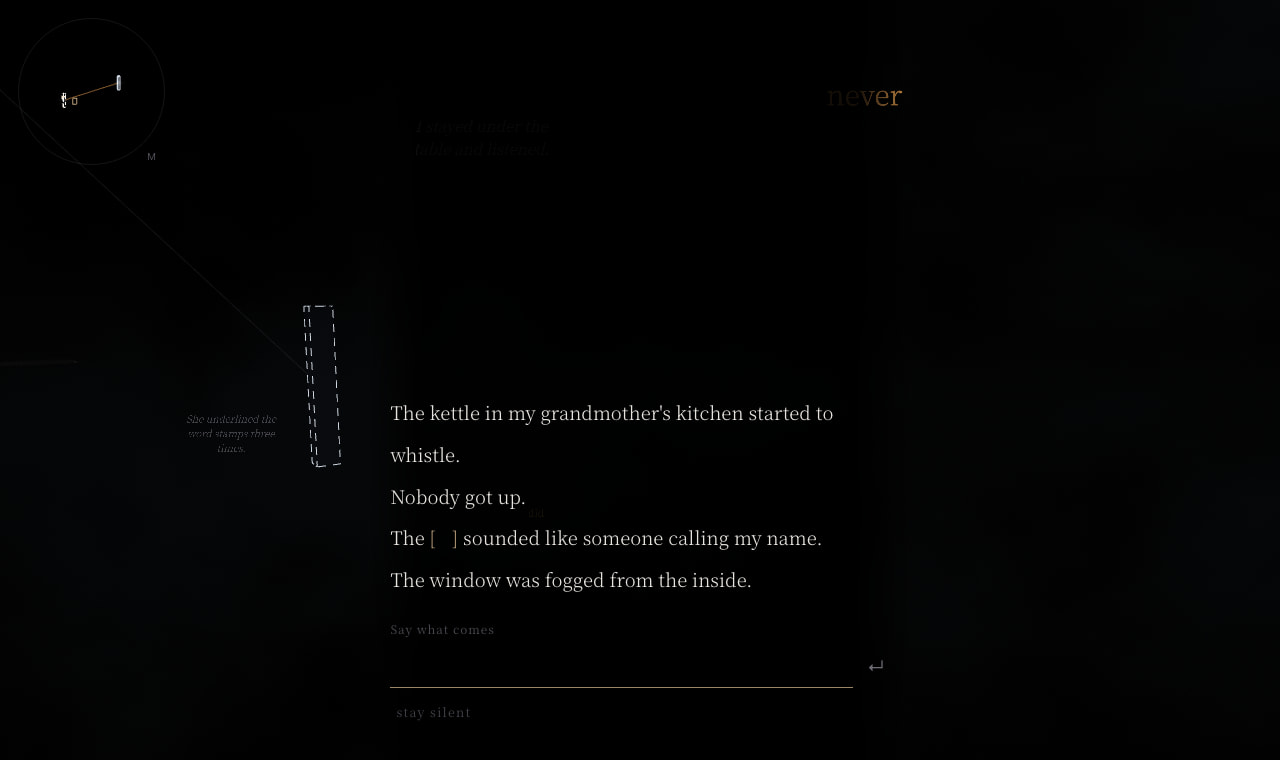 M
never
I stayed under the
table and listened.
She underlined the
word stamps three
times.
The kettle in my grandmother's kitchen started to
whistle.
Nobody got up.
The [ ] sounded like someone calling my name.
The window was fogged from the inside.
Say what comes
↵
stay silent